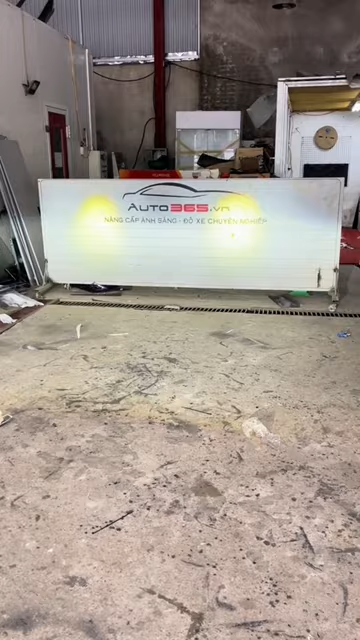 AUTO365.VN
NÂNG CẤP ÁNH SÁNG - ĐỘ XE CHUYÊN NGHIỆP